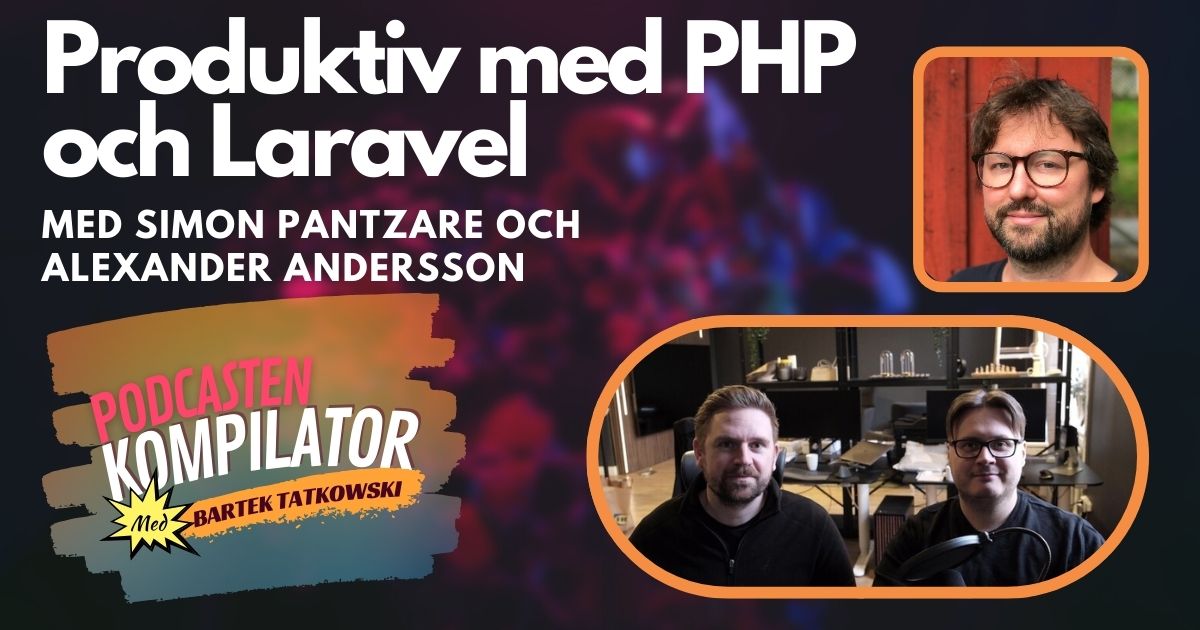 Produktiv med PHP
och Laravel
MED SIMON PANTZARE OCH
ALEXANDER ANDERSSON
PODCASTEN
KOMPILATOR
Med
BARTEK TATKOWSKI